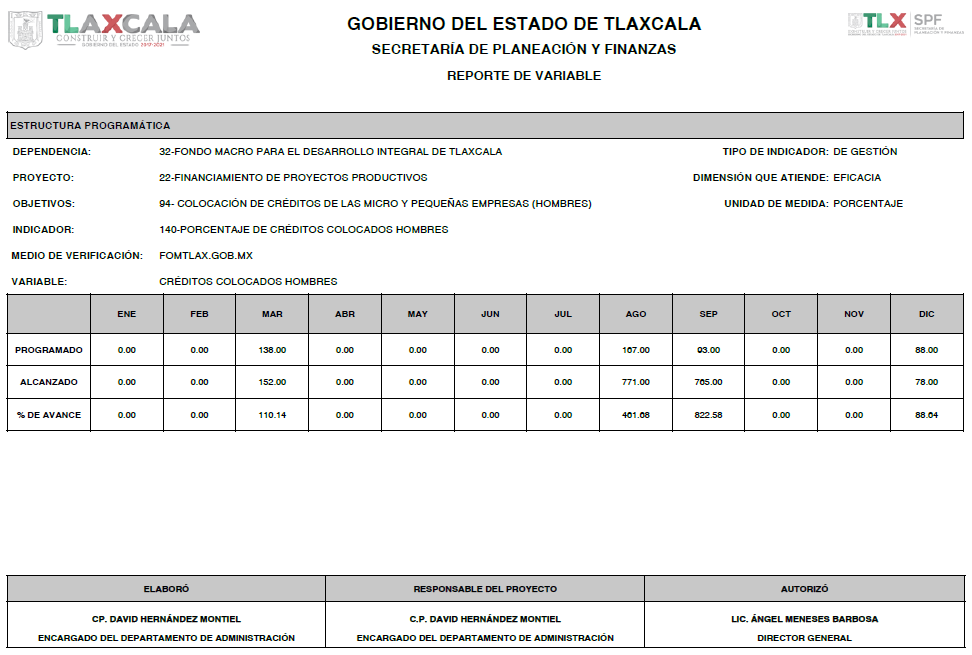 TLAXCALA
CONSTRUIR Y CRECER JUNTOS
GOBIERNO DEL ESTADO 2017-2021
GOBIERNO DEL ESTADO DE TLAXCALA
SECRETARÍA DE PLANEACIÓN Y FINANZAS
REPORTE DE VARIABLE
TLX SPF
SECRETARÍA DE
PLANEACIÓN Y FINANZAS
ESTRUCTURA PROGRAMÁTICA
DEPENDENCIA: 32-FONDO MACRO PARA EL DESARROLLO INTEGRAL DE TLAXCALA TIPO DE INDICADOR: DE GESTIÓN
PROYECTO: 22-FINANCIAMIENTO DE PROYECTOS PRODUCTIVOS DIMENSIÓN QUE ATIENDE: EFICACIA
OBJETIVOS: 94- COLOCACIÓN DE CRÉDITOS DE LAS MICRO Y PEQUEÑAS EMPRESAS (HOMBRES) UNIDAD DE MEDIDA: PORCENTAJE
INDICADOR: 140-PORCENTAJE DE CRÉDITOS COLOCADOS HOMBRES
MEDIO DE VERIFICACIÓN: FOMTLAX.GOB.MX
VARIABLE: CRÉDITOS COLOCADOS HOMBRES
ENE FEB MAR ABR MAY JUN JUL AGO SEP OCT NOV DIC
PROGRAMADO 0.00 0.00 138.00 0.00 0.00 0.00 0.00 167.00 93.00 0.00 0.00 88.00
ALCANZADO 0.00 0.00 152.00 0.00 0.00 0.00 0.00 771.00 765.00 0.00 0.00 78.00
% DE AVANCE 0.00 0.00 110.14 0.00 0.00 0.00 0.00 461.68 822.58 0.00 0.00 88.64
ELABORÓ RESPONSABLE DEL PROYECTO AUTORIZÓ
CP. DAVID HERNÁNDEZ MONTIEL C.P. DAVID HERNÁNDEZ MONTIEL LIC. ÁNGEL MENESES BARBOSA
ENCARGADO DEL DEPARTAMENTO DE ADMINISTRACIÓN ENCARGADO DEL DEPARTAMENTO DE ADMINISTRACIÓN DIRECTOR GENERAL